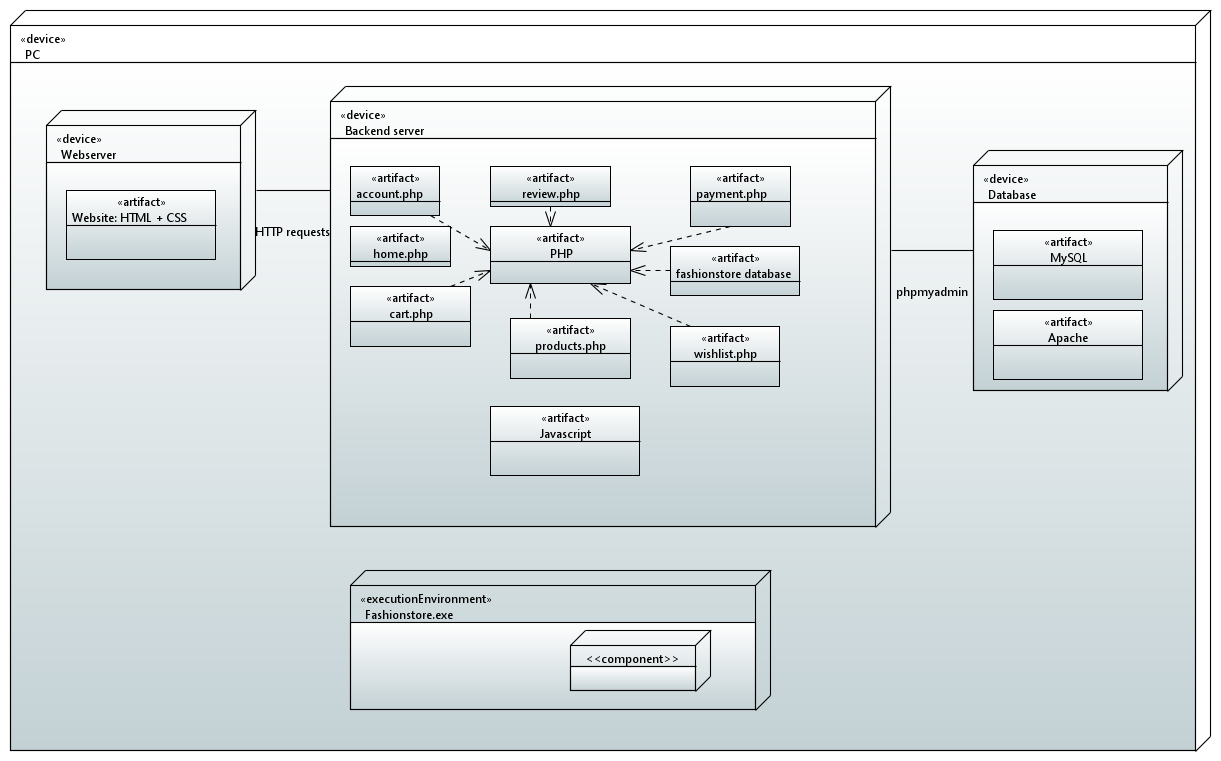 «device»
PC
«device»
Webserver
«artifact»
Website: HTML + CSS
HTTP requests
«device»
Backend server
«artifact»
account.php
«artifact»
review.php
«artifact»
payment.php
«artifact»
home.php
«artifact»
PHP
«artifact»
fashionstore database
«artifact»
cart.php
«artifact»
products.php
«artifact»
wishlist.php
«artifact»
Javascript
phpmyadmin
«device»
Database
«artifact»
MySQL
«artifact»
Apache
«executionEnvironment»
Fashionstore.exe
<<component>>